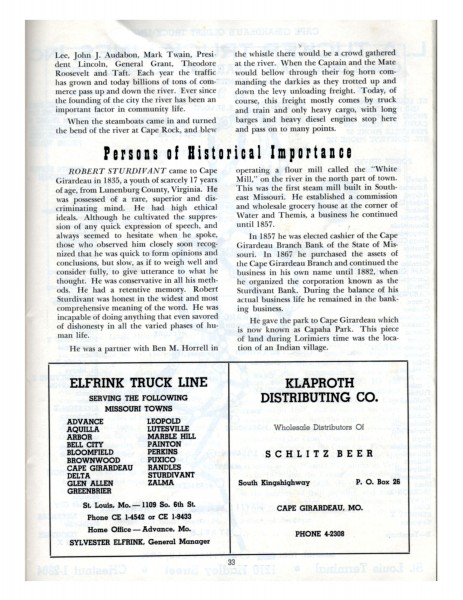 Lee, John J. Audabon, Mark Twain, Presi-
dent Lincoln, General Grant, Theodore
Roosevelt and Taft. Each year the traffic
has grown and today billions of tons of com-
merce pass up and down the river. Ever since
the founding of the city the river has been an
important factor in community life.
When the steamboats came in and turned
the bend of the river at Cape Rock, and blew
the whistle there would be a crowd gathered
at the river. When the Captain and the Mate
would bellow through their fog horn com-
manding the darkies as they trotted up and
down the levy unloading freight. Today, of
course, this freight mostly comes by truck
and train and only heavy cargo, with long
barges and heavy diesel engines stop here
and pass on to many points.
Persons of Historical Importance
ROBERT STURDIVANT came to Cape
Girardeau in 1835, a youth of scarcely 17 years
of age, from Lunenburg County, Virginia. He
was possessed of a rare, superior and dis-
criminating mind. He had high ethical
ideals. Although he cultivated the suppres-
sion of any quick expression of speech, and
always seemed to hesitate when he spoke,
those who observed him closely soon recog-
nized that he was quick to form opinions and
conclusions, but slow, as if to weigh well and
consider fully, to give utterance to what he
thought. He was conservative in all his meth-
ods. He had a retentive memory. Robert
Sturdivant was honest in the widest and most
comprehensive meaning of the word. He was
incapable of doing anything that even savored
of dishonesty in all the varied phases of hu-
man life.
He was a partner with Ben M. Horrell in
operating a flour mill called the "White
Mill," on the river in the north part of town.
This was the first steam mill built in South-
east Missouri. He established a commission
and wholesale grocery house at the corner of
Water and Themis, a business he continued
until 1857.
In 1857 he was elected cashier of the Cape
Girardeau Branch Bank of the State of Mis-
souri. In 1867 he purchased the assets of
the Cape Girardeau Branch and continued the
business in his own name until 1882, when
he organized the corporation known as the
Sturdivant Bank. During the balance of his
actual business life he remained in the bank-
ing business.
He gave the park to Cape Girardeau which
is now known as Capaha Park. This piece
of land during Lorimiers time was the loca-
tion of an Indian village.
ELFRINK TRUCK LINE
SERVING THE FOLLOWING
MISSOURI TOWNS
ADVANCE
AQUILLA
ARBOR
BELL CITY
BLOOMFIELD
BROWNWOOD
CAPE GIRARDEAU
DELTA
GLEN ALLEN
GREENBRIER
LEOPOLD
LUTESVILLE
MARBLE HILL
PAINTON
PERKINS
PUXICO
RANDLES
STURDIVANT
ZALMA
St. Louis, Mo. — 1109 So. 6th St.
Phone CE 1-4542 or CE 1-9433
Home Office — Advance, Mo.
SYLVESTER ELFRINK, General Manager
KLAPROTH
DISTRIBUTING CO.
Wholesale Distributors Of
SCHLITZ BEER
South Kingshighway P. O. Box 26
CAPE GIRARDEAU, MO.
PHONE 4-2308
33